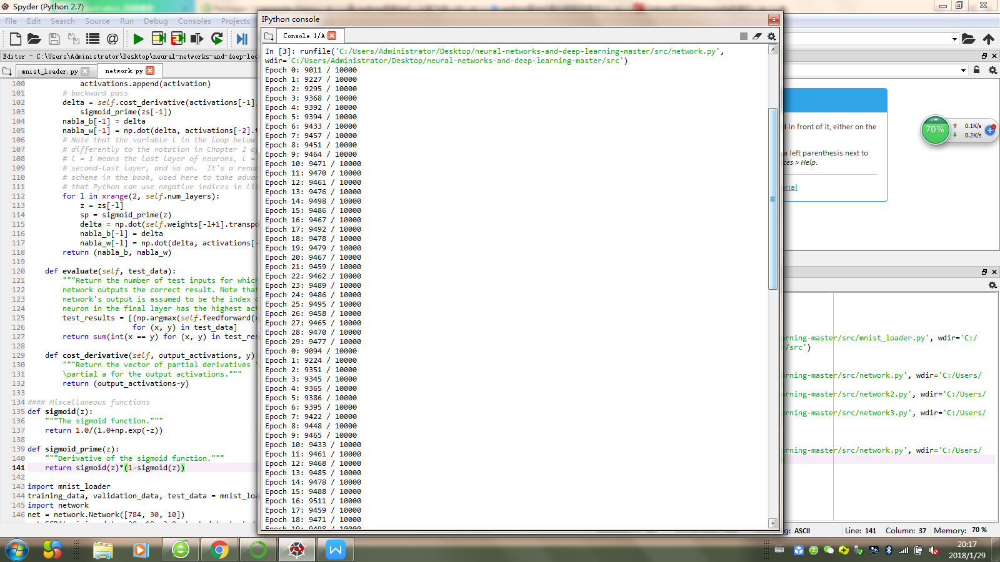 Spyder (Python 2.7)
File Edit Search Source Run Debug Consoles Projects
Editor - C:\Users\Administrator\Desktop\neural-networks-and-deep-le
mnist_loader.py
network.py
100 activations.append(activation)
101 # backward pass
102 delta = self.cost_derivative(activations[-1],
103 sigmoid_prime(zs[-1])
104 nabla_b[-1] = delta
105 nabla_w[-1] = np.dot(delta, activations[-2].t
106 # Note that the variable l in the loop below
107 # differently to the notation in Chapter 2 o
108 # l = 1 means the last layer of neurons, l =
109 # second-last layer, and so on.  It's a renu
110 # scheme in the book, used here to take adva
111 # that Python can use negative indices in li
112 for l in xrange(2, self.num_layers):
113 z = zs[-l]
114 sp = sigmoid_prime(z)
115 delta = np.dot(self.weights[-l+1].transpo
116 nabla_b[-l] = delta
117 nabla_w[-l] = np.dot(delta, activations[-
118 return (nabla_b, nabla_w)
119
120 def evaluate(self, test_data):
121 """Return the number of test inputs for which
122 network outputs the correct result. Note that
123 network's output is assumed to be the index o
124 neuron in the final layer has the highest act
125 test_results = [(np.argmax(self.feedforward(x
126 for (x, y) in test_data]
127 return sum(int(x == y) for (x, y) in test_res
128
129 def cost_derivative(self, output_activations, y)
130 """Return the vector of partial derivatives \
131 \partial a for the output activations."""
132 return (output_activations-y)
133
134 #### Miscellaneous functions
135 def sigmoid(z):
136 """The sigmoid function."""
137 return 1.0/(1.0+np.exp(-z))
138
139 def sigmoid_prime(z):
140 """Derivative of the sigmoid function."""
141 return sigmoid(z)*(1-sigmoid(z))
142
143 import mnist_loader
144 training_data, validation_data, test_data = mnist_loa
145 import network
146 net = network.Network([784, 30, 10])
IPython console
Console 1/A
In [3]: runfile('C:/Users/Administrator/Desktop/neural-networks-and-deep-learning-master/src/network.py',
wdir='C:/Users/Administrator/Desktop/neural-networks-and-deep-learning-master/src')
Epoch 0: 9011 / 10000
Epoch 1: 9227 / 10000
Epoch 2: 9295 / 10000
Epoch 3: 9368 / 10000
Epoch 4: 9392 / 10000
Epoch 5: 9394 / 10000
Epoch 6: 9433 / 10000
Epoch 7: 9457 / 10000
Epoch 8: 9451 / 10000
Epoch 9: 9464 / 10000
Epoch 10: 9471 / 10000
Epoch 11: 9470 / 10000
Epoch 12: 9461 / 10000
Epoch 13: 9476 / 10000
Epoch 14: 9498 / 10000
Epoch 15: 9486 / 10000
Epoch 16: 9467 / 10000
Epoch 17: 9492 / 10000
Epoch 18: 9478 / 10000
Epoch 19: 9479 / 10000
Epoch 20: 9467 / 10000
Epoch 21: 9459 / 10000
Epoch 22: 9462 / 10000
Epoch 23: 9489 / 10000
Epoch 24: 9486 / 10000
Epoch 25: 9495 / 10000
Epoch 26: 9458 / 10000
Epoch 27: 9465 / 10000
Epoch 28: 9470 / 10000
Epoch 29: 9477 / 10000
Epoch 0: 9094 / 10000
Epoch 1: 9224 / 10000
Epoch 2: 9351 / 10000
Epoch 3: 9345 / 10000
Epoch 4: 9365 / 10000
Epoch 5: 9386 / 10000
Epoch 6: 9395 / 10000
Epoch 7: 9422 / 10000
Epoch 8: 9448 / 10000
Epoch 9: 9465 / 10000
Epoch 10: 9433 / 10000
Epoch 11: 9461 / 10000
Epoch 12: 9468 / 10000
Epoch 13: 9485 / 10000
Epoch 14: 9478 / 10000
Epoch 15: 9488 / 10000
Epoch 16: 9511 / 10000
Epoch 17: 9459 / 10000
Epoch 18: 9471 / 10000
Epoch 19: 9498 / 10000
in front of it, either on the
a left parenthesis next to
ces > Help.
orial
70%
0.1K/s
0.2K/s
rning-master/src/mnist_loader.py', wdir='C:/
/src')
rning-master/src/network.py', wdir='C:/Users/
rning-master/src/network2.py', wdir='C:/Users/
rning-master/src/network3.py', wdir='C:/Users/
rning-master/src/network.py', wdir='C:/Users/
g: ASCII Line: 141 Column: 37 Memory: 70 %
20:17
2018/1/29